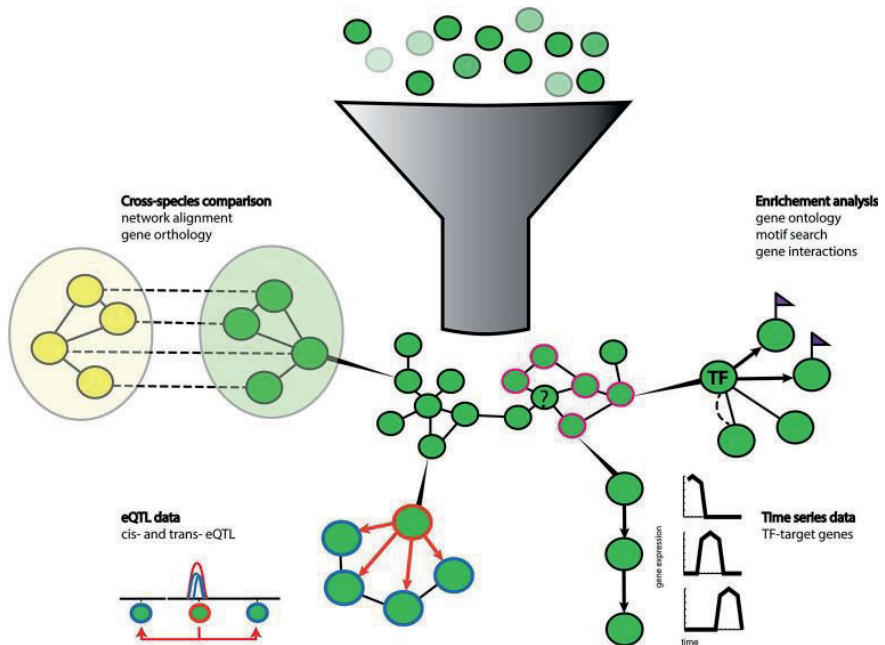 Cross-species comparison
network alignment
gene orthology
Enrichement analysis
gene ontology
motif search
gene interactions
TF
?
eQTL data
cis- and trans- eQTL
gene expression
time
Time series data
TF-target genes